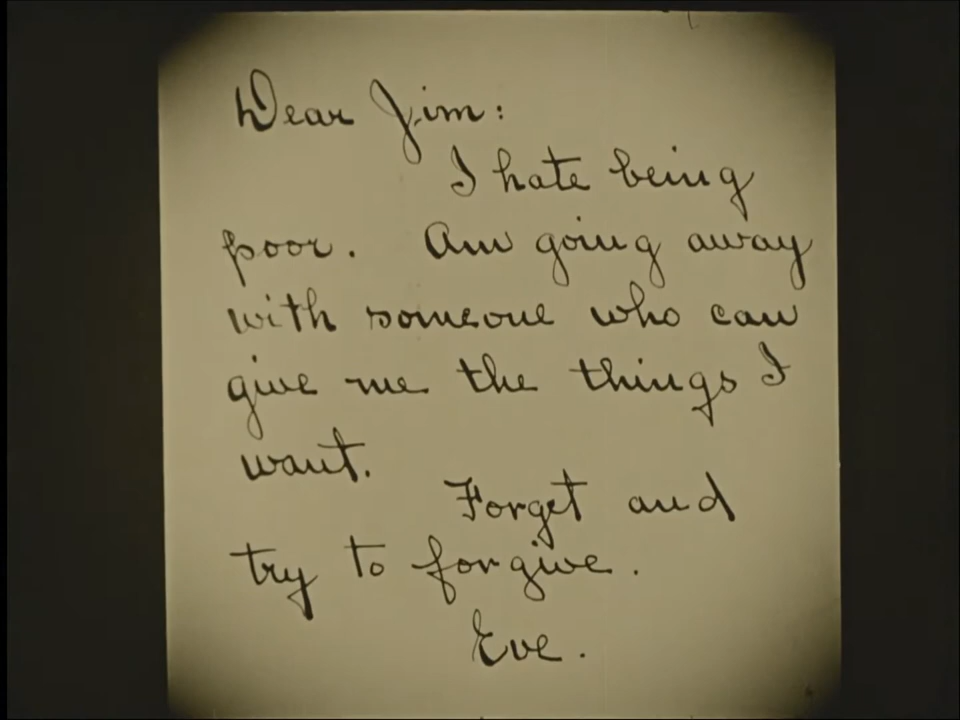 Dear Jim:
I hate being
poor. Am going away
with someone who can
give me the things I
want.
Forget and
try to forgive.
Eve.